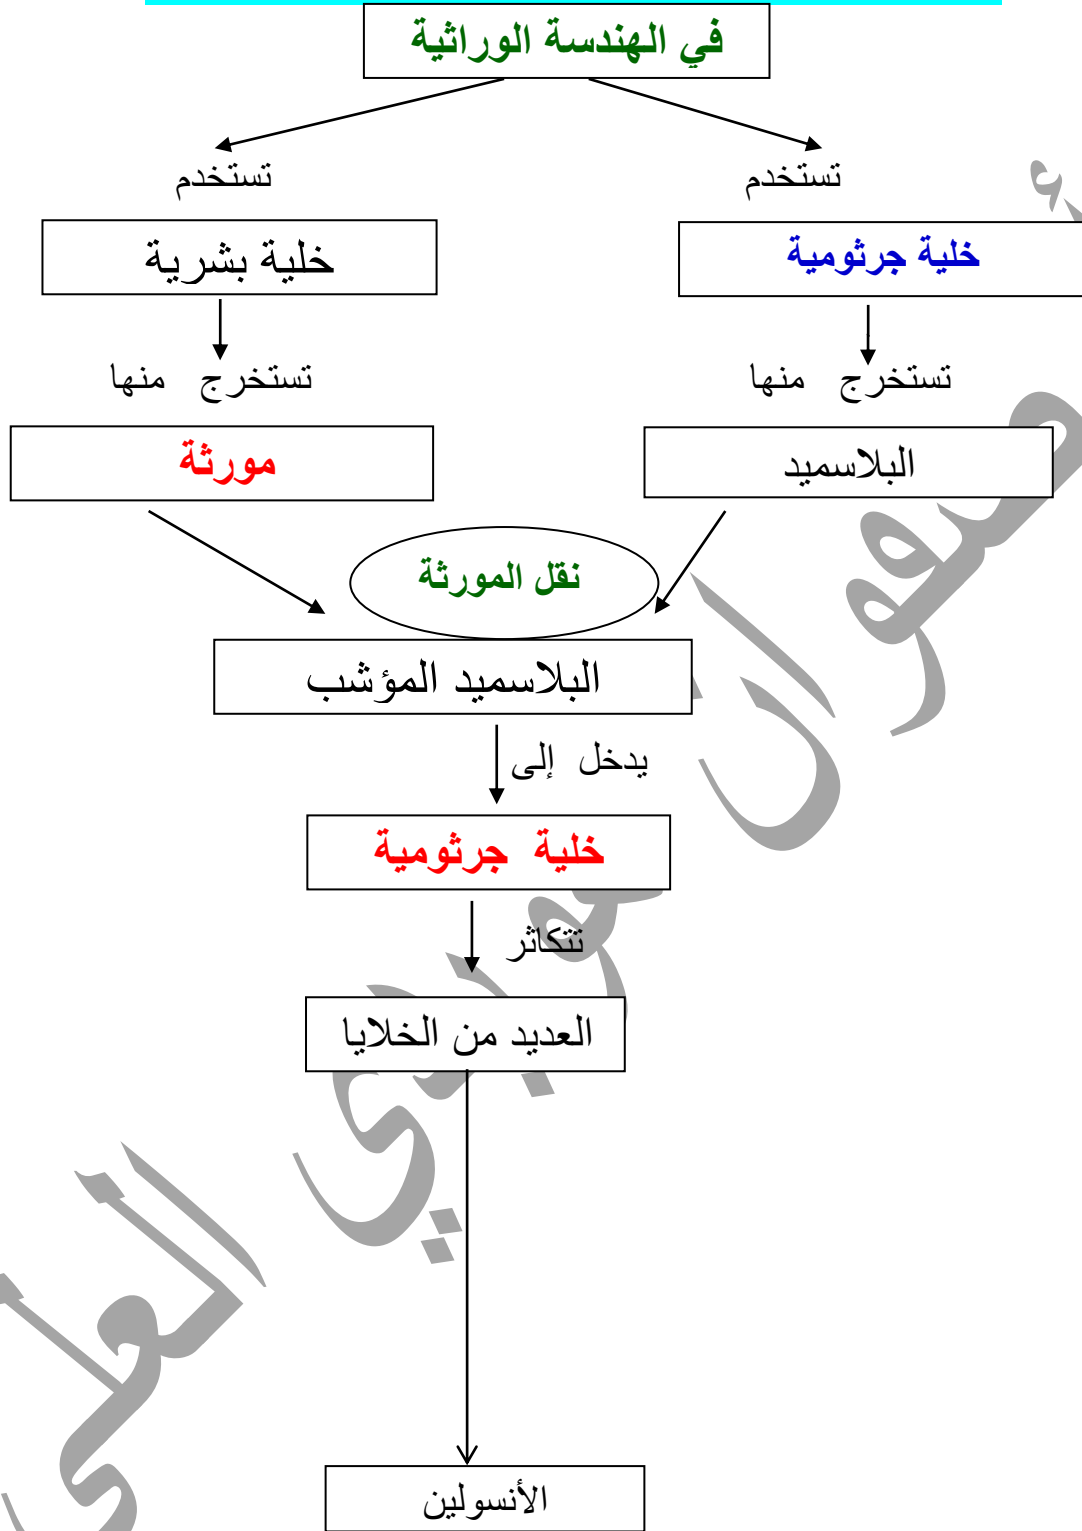 في الهندسة الوراثية
تستخدم تستخدم
خلية جرثومية خلية بشرية
تستخرج منها تستخرج منها
البلاسميد مورثة
نقل المورثة
البلاسميد المؤشب
يدخل إلى
خلية جرثومية
تتكاثر
العديد من الخلايا
الأنسولين